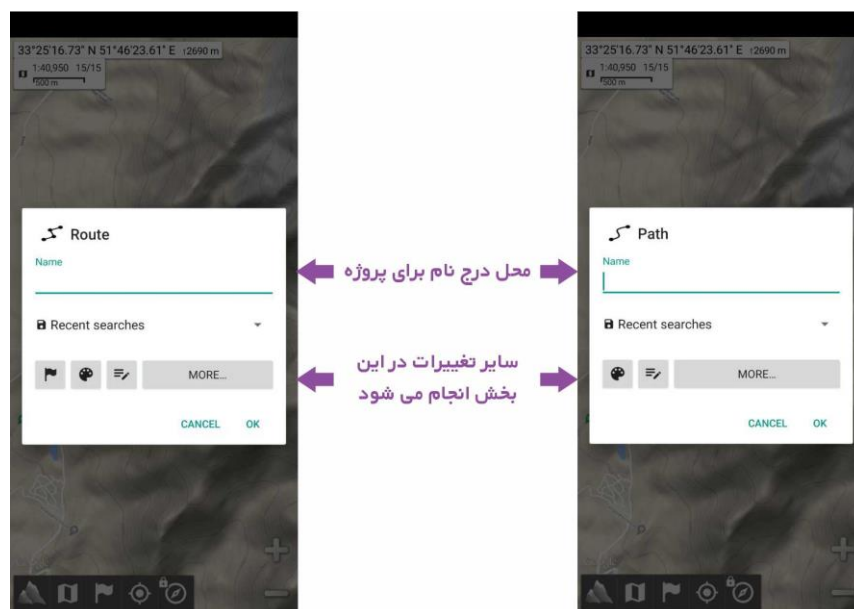 33°25'16.73" N 51°46'23.61" E ↑2690 m
1:40,950 15/15
500 m
Route
Name
Recent searches
MORE...
CANCEL OK
محل درج نام برای پروژه
سایر تغییرات در این
بخش انجام می شود
33°25'16.73" N 51°46'23.61" E ↑2690 m
1:40,950 15/15
500 m
Path
Name
Recent searches
MORE...
CANCEL OK